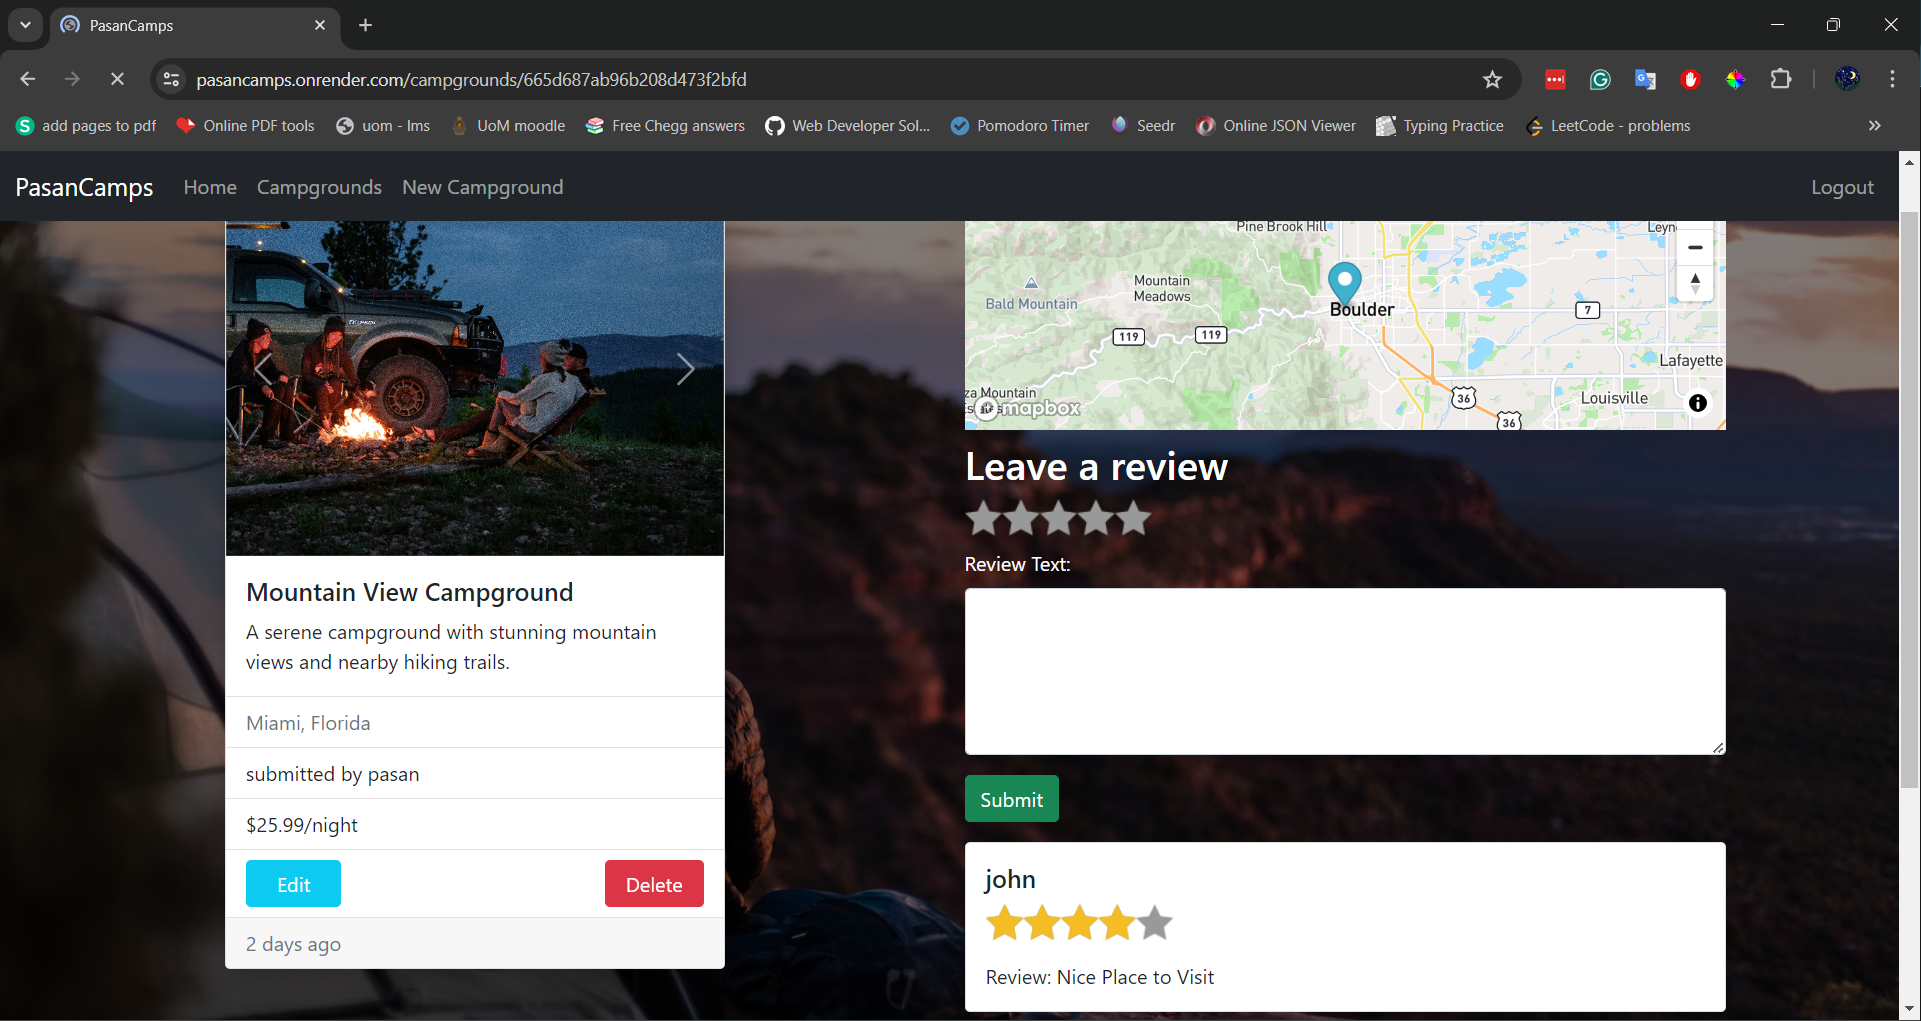 PasanCamps
pasancamps.onrender.com/campgrounds/665d687ab96b208d473f2bfd
add pages to pdf
Online PDF tools
uom - lms
UoM moodle
Free Chegg answers
Web Developer Sol...
Pomodoro Timer
Seedr
Online JSON Viewer
Typing Practice
LeetCode - problems
PasanCamps
Home
Campgrounds
New Campground
Logout
Pine Brook Hill
Leyn
Mountain
Meadows
Bald Mountain
Boulder
7
119
119
Lafayette
za Mountain
36
Louisville
mapbox
36
Leave a review
Review Text:
Submit
Mountain View Campground
A serene campground with stunning mountain
views and nearby hiking trails.
Miami, Florida
submitted by pasan
$25.99/night
Edit
Delete
2 days ago
john
Review: Nice Place to Visit